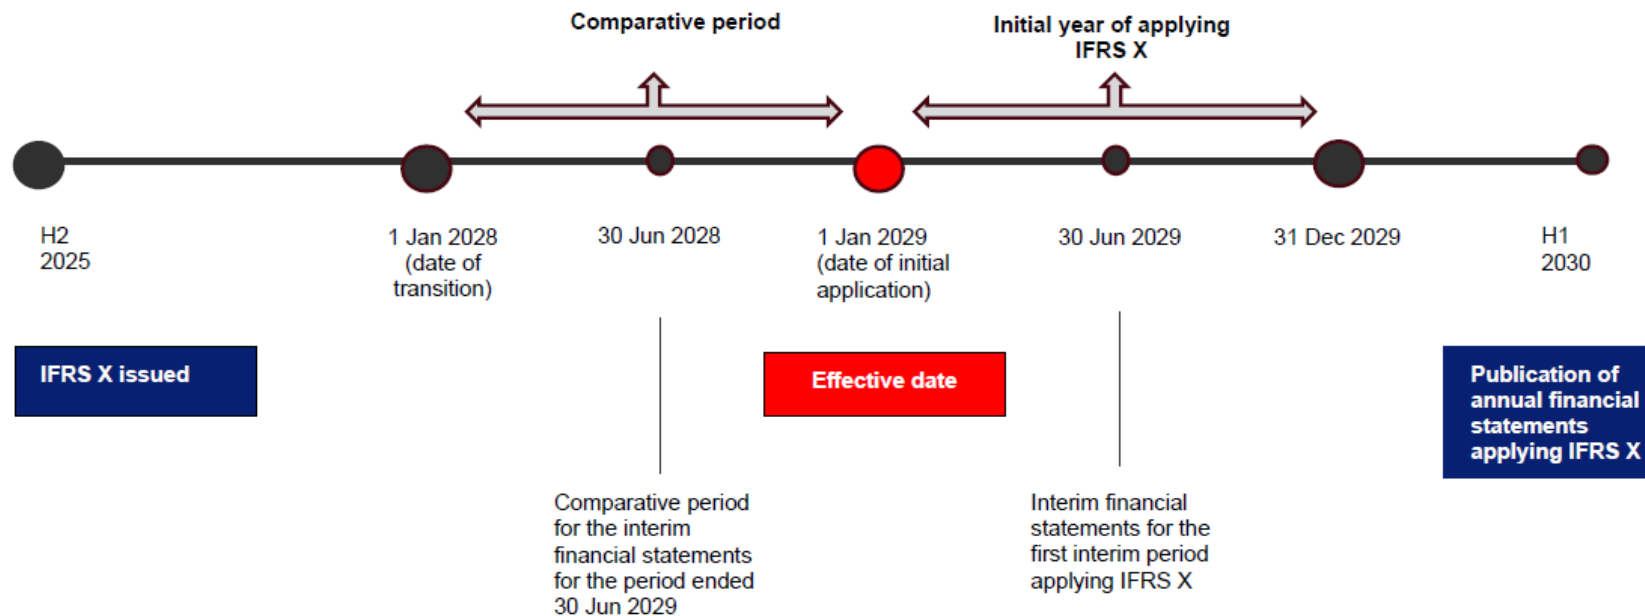 Comparative period
Initial year of applying
IFRS X
H2
2025
1 Jan 2028
(date of
transition)
30 Jun 2028
1 Jan 2029
(date of initial
application)
30 Jun 2029
31 Dec 2029
H1
2030
IFRS X issued
Effective date
Publication of
annual financial
statements
applying IFRS X
Comparative period
for the interim
financial statements
for the period ended
30 Jun 2029
Interim financial
statements for the
first interim period
applying IFRS X